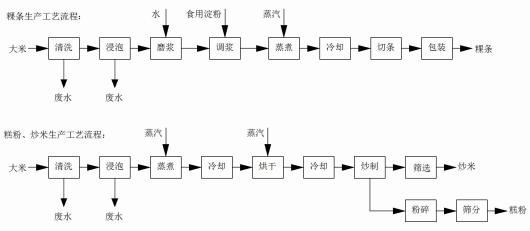 粿条生产工艺流程：
水 食用淀粉 蒸汽
大米 清洗 浸泡 磨浆 调浆 蒸煮 冷却 切条 包装 粿条
废水 废水
糕粉、炒米生产工艺流程：
蒸汽 蒸汽
大米 清洗 浸泡 蒸煮 冷却 烘干 冷却 炒制 筛选 炒米
废水 废水 粉碎 筛分 糕粉